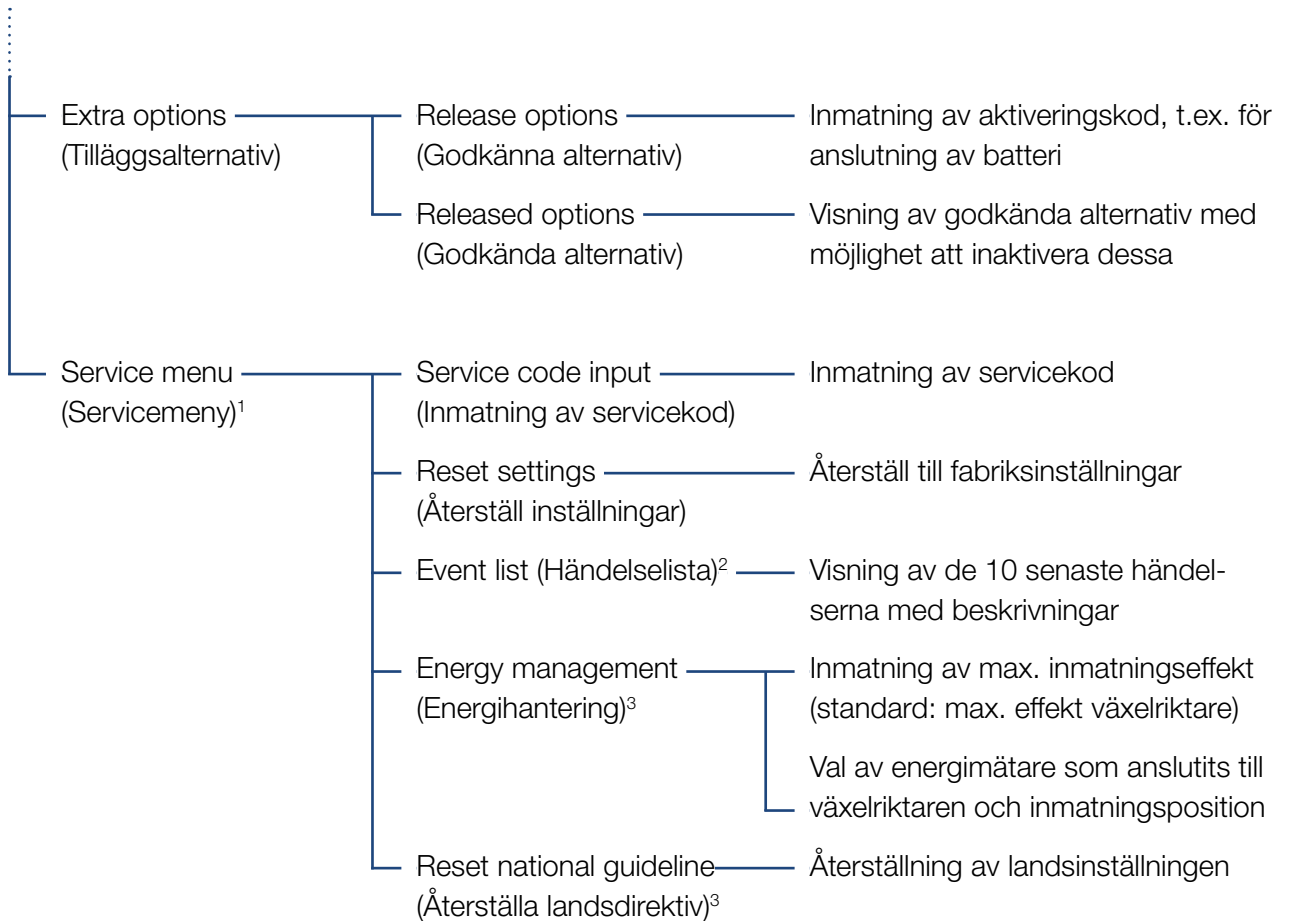 Extra options
(Tilläggsalternativ)
Release options
(Godkänna alternativ)
Inmatning av aktiveringskod, t.ex. för
anslutning av batteri
Released options
(Godkända alternativ)
Visning av godkända alternativ med
möjlighet att inaktivera dessa
Service menu
(Servicemeny)¹
Service code input
(Inmatning av servicekod)
Inmatning av servicekod
Reset settings
(Återställ inställningar)
Återställ till fabriksinställningar
Event list (Händelselista)²
Visning av de 10 senaste händel-
serna med beskrivningar
Energy management
(Energihantering)³
Inmatning av max. inmatningseffekt
(standard: max. effekt växelriktare)
Val av energimätare som anslutits till
växelriktaren och inmatningsposition
Reset national guideline
(Återställa landsdirektiv)³
Återställning av landsinställningen